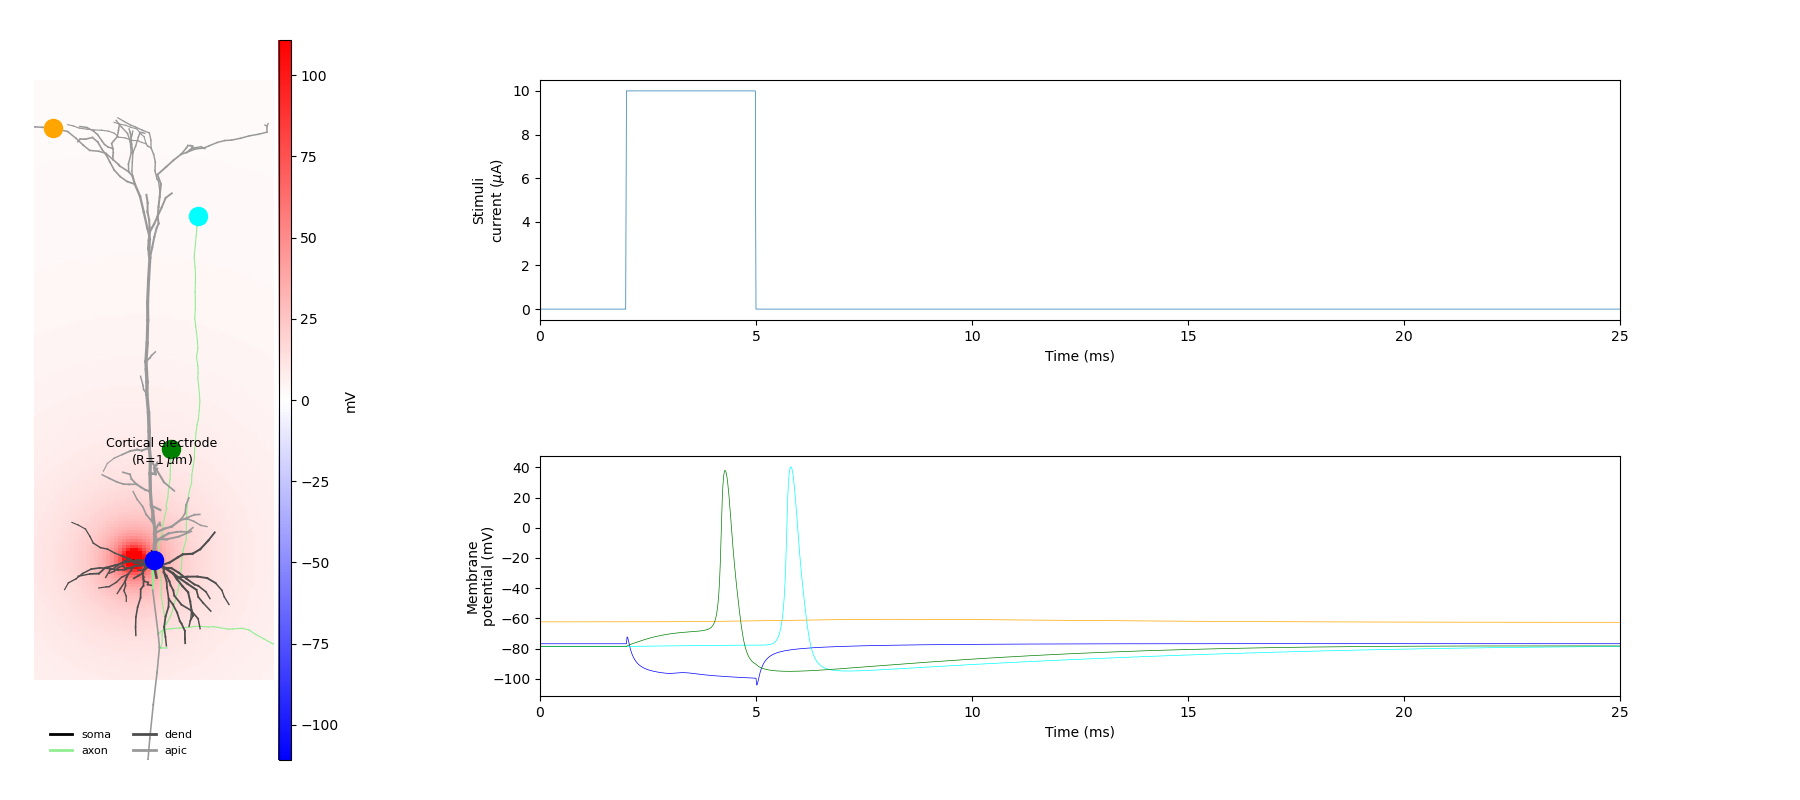 100
75
50
25
0
−25
−50
−75
−100
mV
Cortical electrode
(R=1 μm)
soma
axon
dend
apic
Stimuli
current (μA)
10
8
6
4
2
0
0 5 10 15 20 25
Time (ms)
Membrane
potential (mV)
40
20
0
−20
−40
−60
−80
−100
0 5 10 15 20 25
Time (ms)